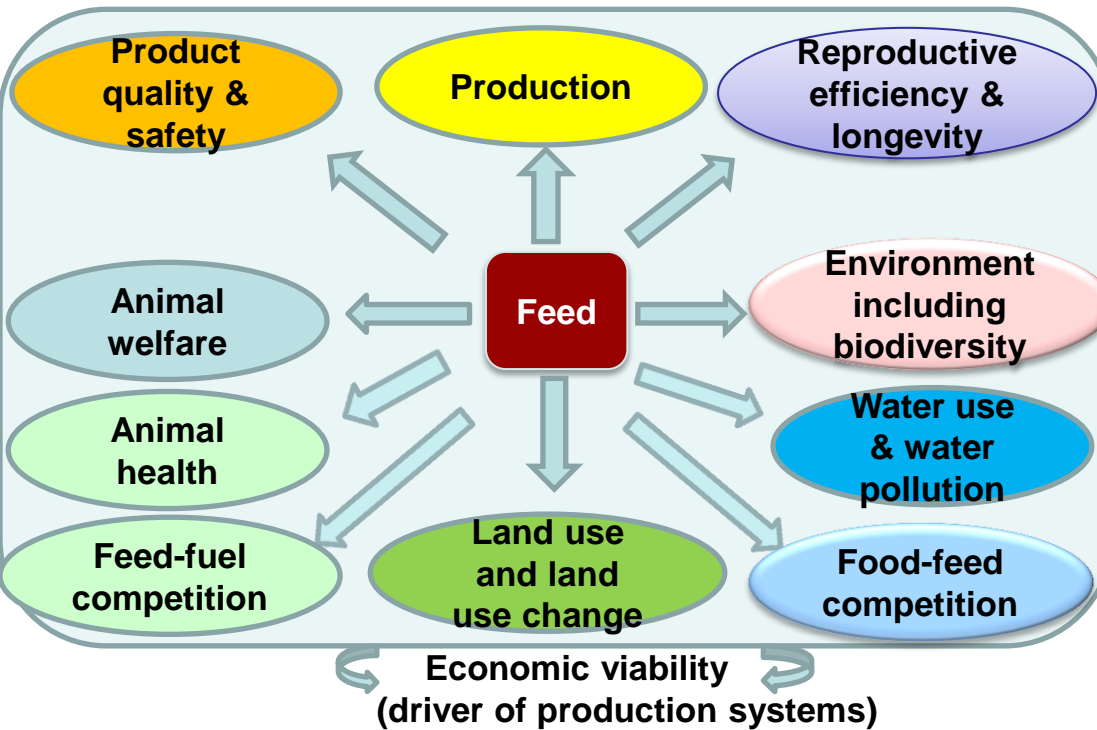 Product
quality &
safety
Production
Reproductive
efficiency &
longevity
Animal
welfare
Feed
Environment
including
biodiversity
Animal
health
Water use
& water
pollution
Feed-fuel
competition
Land use
and land
use change
Food-feed
competition
Economic viability
(driver of production systems)